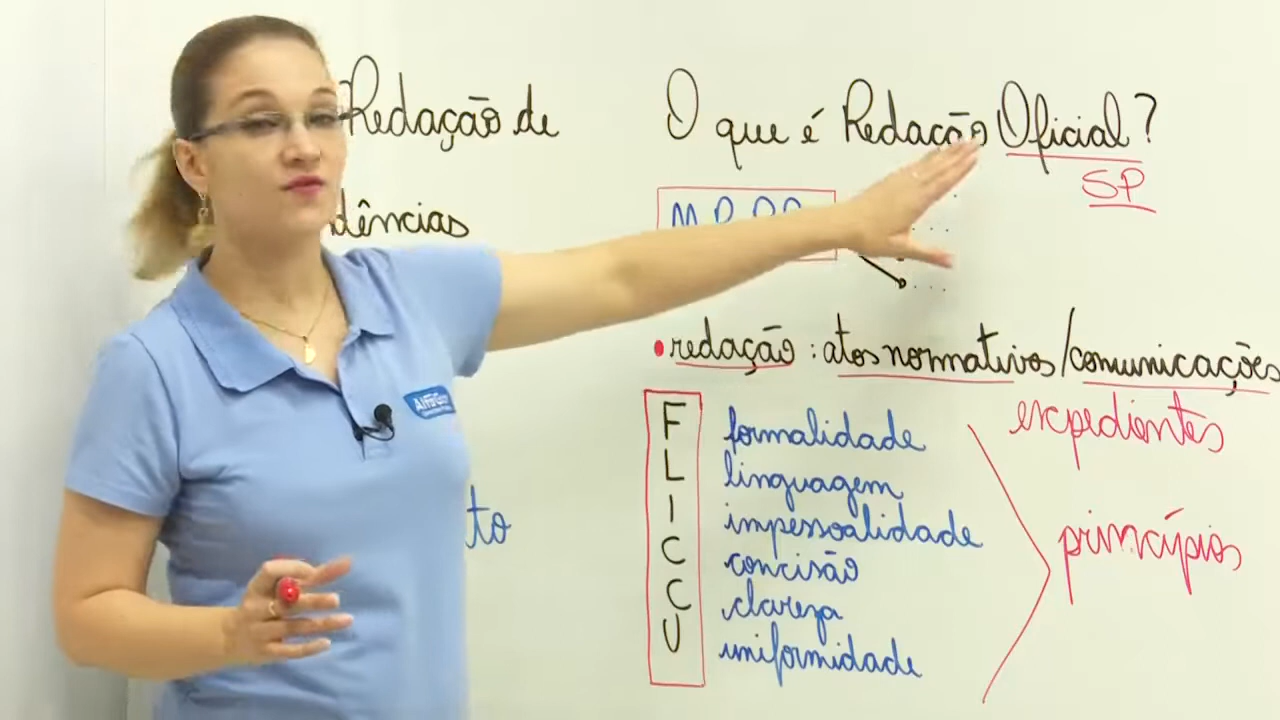 Redação de
dências
to
O que é Redação Oficial?
SP
• redação : atos normativos/comunicações
expedientes
F formalidade
L linguagem
I impessoalidade
C concisão
C clareza
U uniformidade
princípios